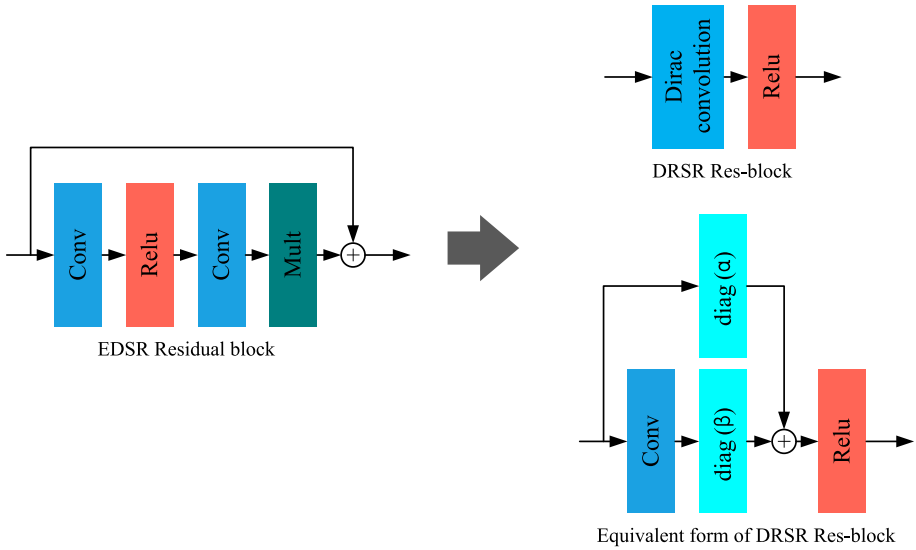 Conv
Relu
Conv
Mult
+
EDSR Residual block
Dirac
convolution
Relu
DRSR Res-block
diag (α)
Conv
diag (β)
+
Relu
Equivalent form of DRSR Res-block